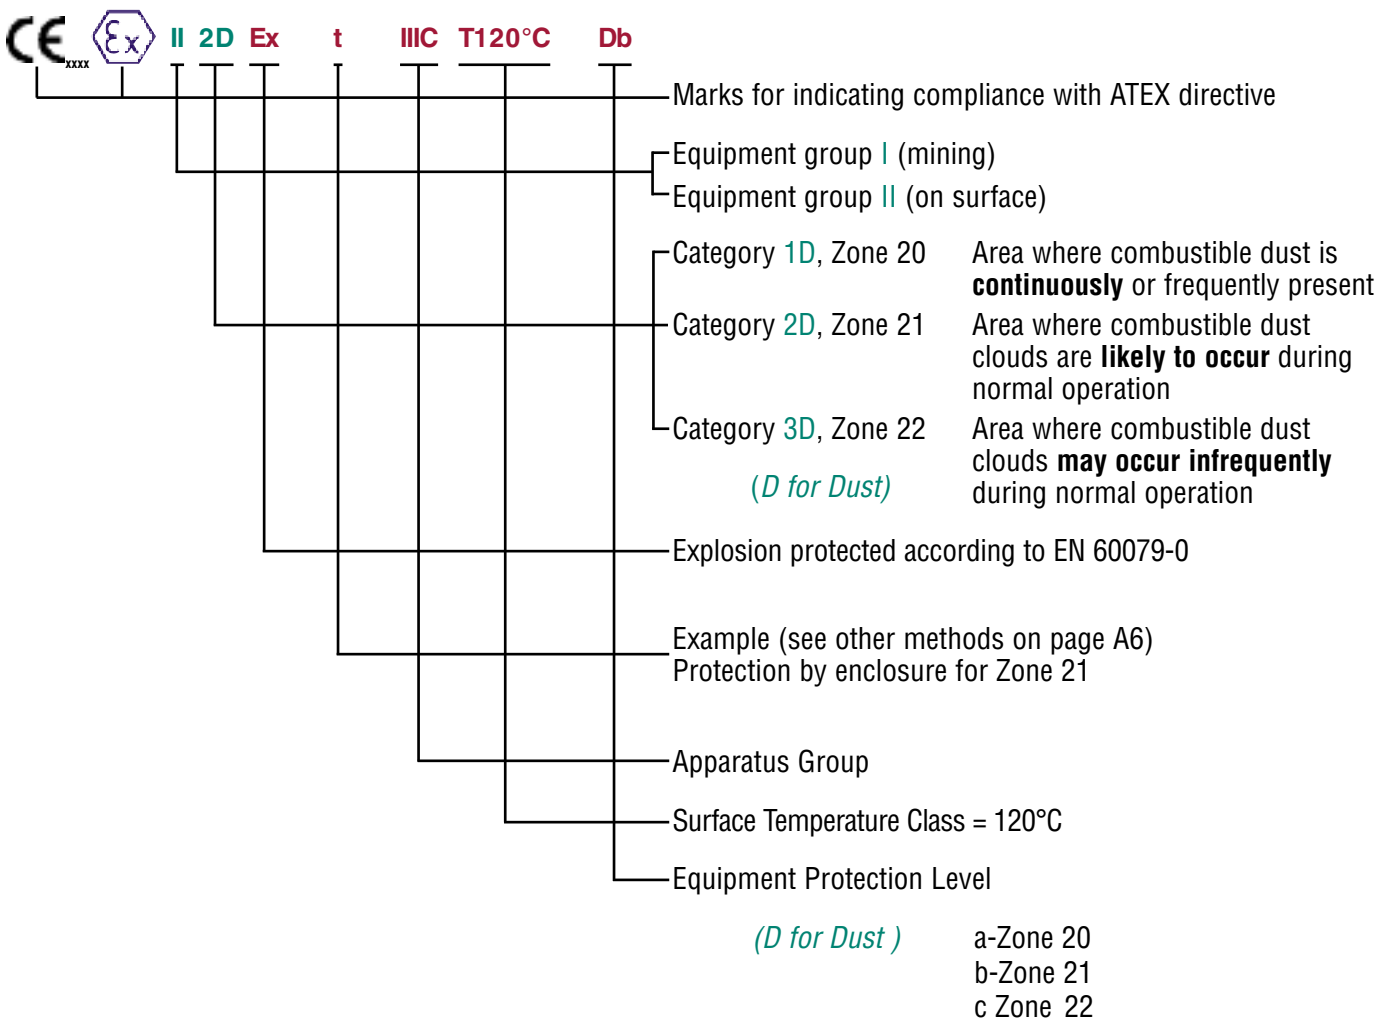 CE xxxx Ex II 2D Ex t IIIC T120°C Db
Marks for indicating compliance with ATEX directive
Equipment group I (mining)
Equipment group II (on surface)
Category 1D, Zone 20 Area where combustible dust is
continuously or frequently present
Category 2D, Zone 21 Area where combustible dust
clouds are likely to occur during
normal operation
Category 3D, Zone 22 Area where combustible dust
clouds may occur infrequently
(D for Dust) during normal operation
Explosion protected according to EN 60079-0
Example (see other methods on page A6)
Protection by enclosure for Zone 21
Apparatus Group
Surface Temperature Class = 120°C
Equipment Protection Level
(D for Dust ) a-Zone 20
b-Zone 21
c Zone 22